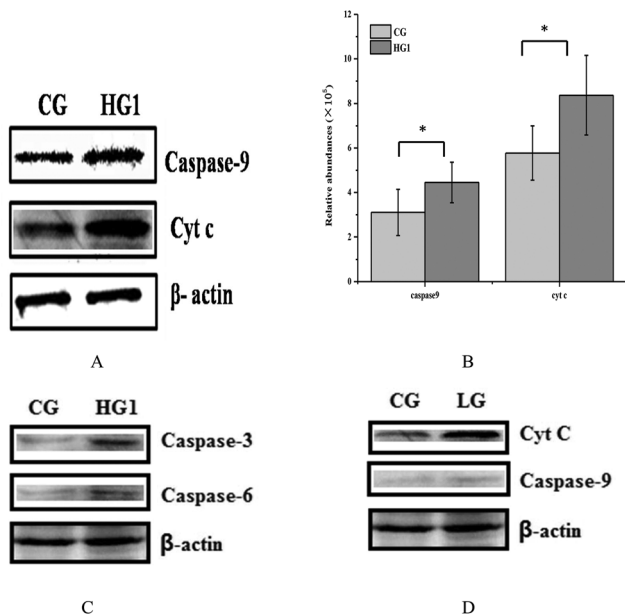 CG HG1
Caspase-9
Cyt c
β- actin
A
12
10
8
6
4
2
0
Relative abundances (×10⁵)
CG
HG1
*
*
caspase9 cyt c
B
CG HG1
Caspase-3
Caspase-6
β-actin
C
CG LG
Cyt C
Caspase-9
β-actin
D